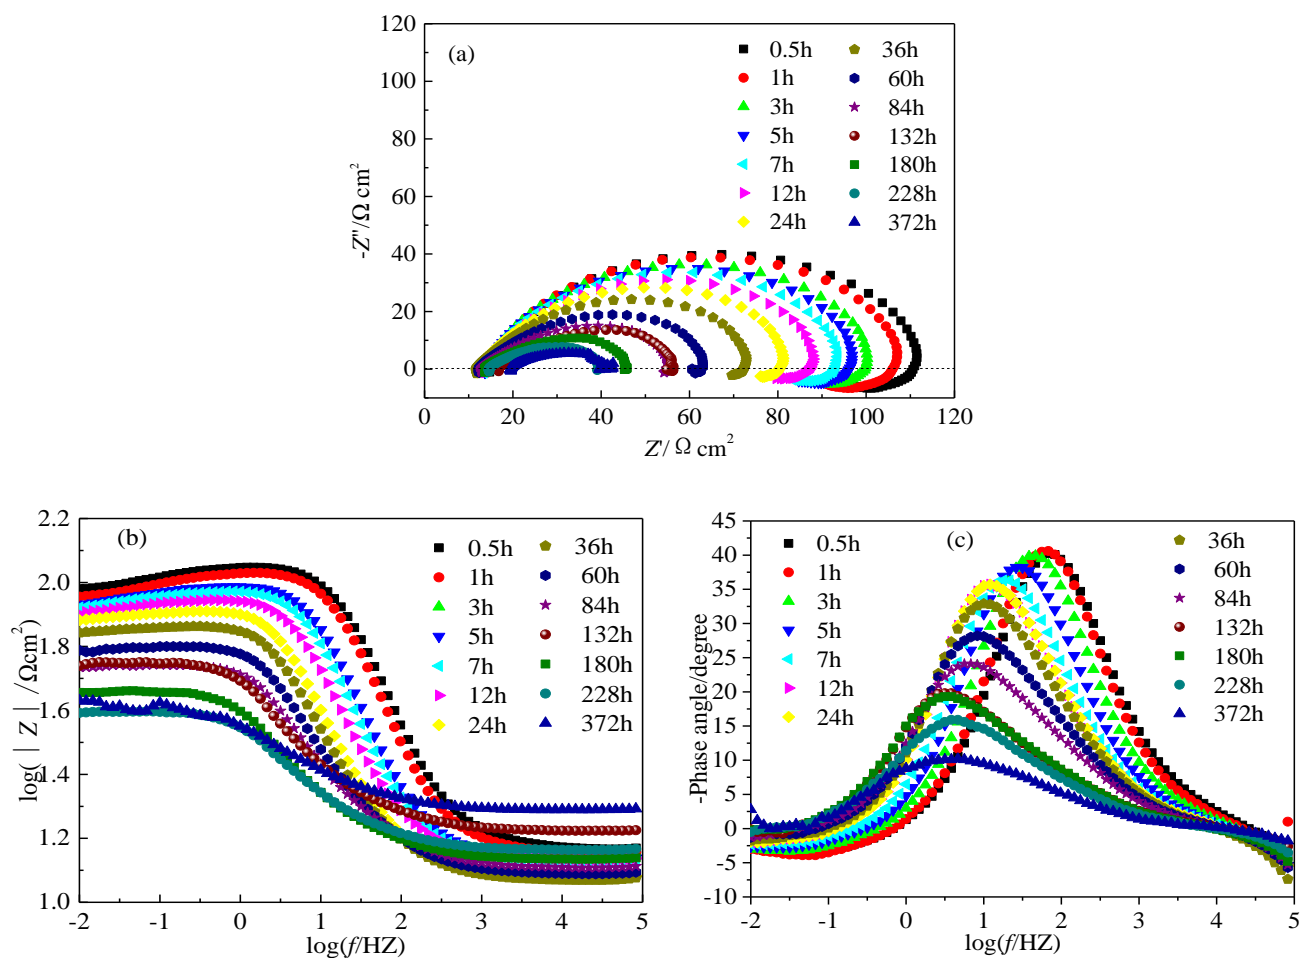 (a)
120
100
80
60
40
20
0
-Z''/Ω cm²
0 20 40 60 80 100 120
Z'/ Ω cm²
0.5h
1h
3h
5h
7h
12h
24h
36h
60h
84h
132h
180h
228h
372h
(b)
2.2
2.0
1.8
1.6
1.4
1.2
1.0
log( | Z | /Ωcm²)
-2 -1 0 1 2 3 4 5
log(f/HZ)
0.5h
1h
3h
5h
7h
12h
24h
36h
60h
84h
132h
180h
228h
372h
(c)
-45
40
35
30
25
20
15
10
5
0
-5
-10
-Phase angle/degree
-2 -1 0 1 2 3 4 5
log(f/HZ)
0.5h
1h
3h
5h
7h
12h
24h
36h
60h
84h
132h
180h
228h
372h